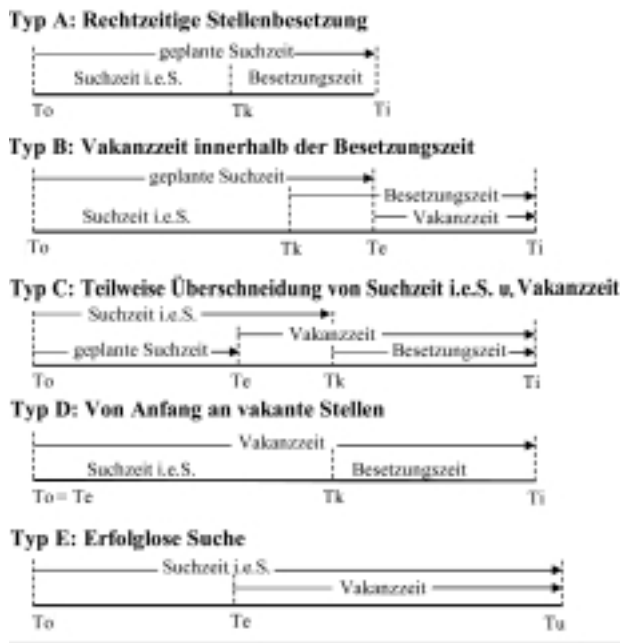 Typ A: Rechtzeitige Stellenbesetzung
geplante Suchzeit
Suchzeit i.e.S. Besetzungszeit
To Tk Ti
Typ B: Vakanzzeit innerhalb der Besetzungszeit
geplante Suchzeit
Besetzungszeit
Suchzeit i.e.S. Vakanzzeit
To Tk Te Ti
Typ C: Teilweise Überschneidung von Suchzeit i.e.S. u. Vakanzzeit
Suchzeit i.e.S.
Vakanzzeit
geplante Suchzeit Besetzungszeit
To Te Tk Ti
Typ D: Von Anfang an vakante Stellen
Vakanzzeit
Suchzeit i.e.S. Besetzungszeit
To = Te Tk Ti
Typ E: Erfolglose Suche
Suchzeit i.e.S.
Vakanzzeit
To Te Tu